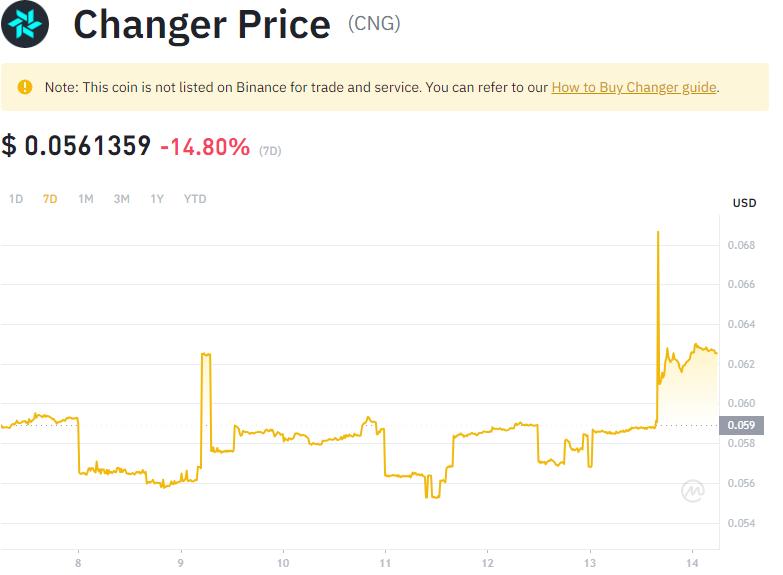 Changer Price (CNG)
Note: This coin is not listed on Binance for trade and service. You can refer to our How to Buy Changer guide.
$ 0.0561359 -14.80% (7D)
1D 7D 1M 3M 1Y YTD
USD
0.068
0.066
0.064
0.062
0.060
0.059
0.058
0.056
0.054
8 9 10 11 12 13 14